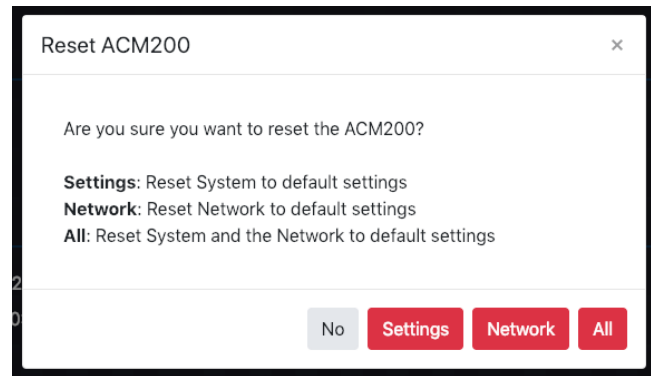 Reset ACM200
×
Are you sure you want to reset the ACM200?
Settings: Reset System to default settings
Network: Reset Network to default settings
All: Reset System and the Network to default settings
No Settings Network All